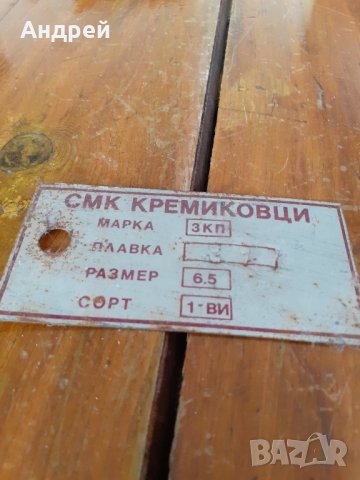 Андрей
СМК КРЕМИКОВЦИ
МАРКА 3КП
ПЛАВКА
РАЗМЕР 6.5
СОРТ 1-ВИ
BAZAR